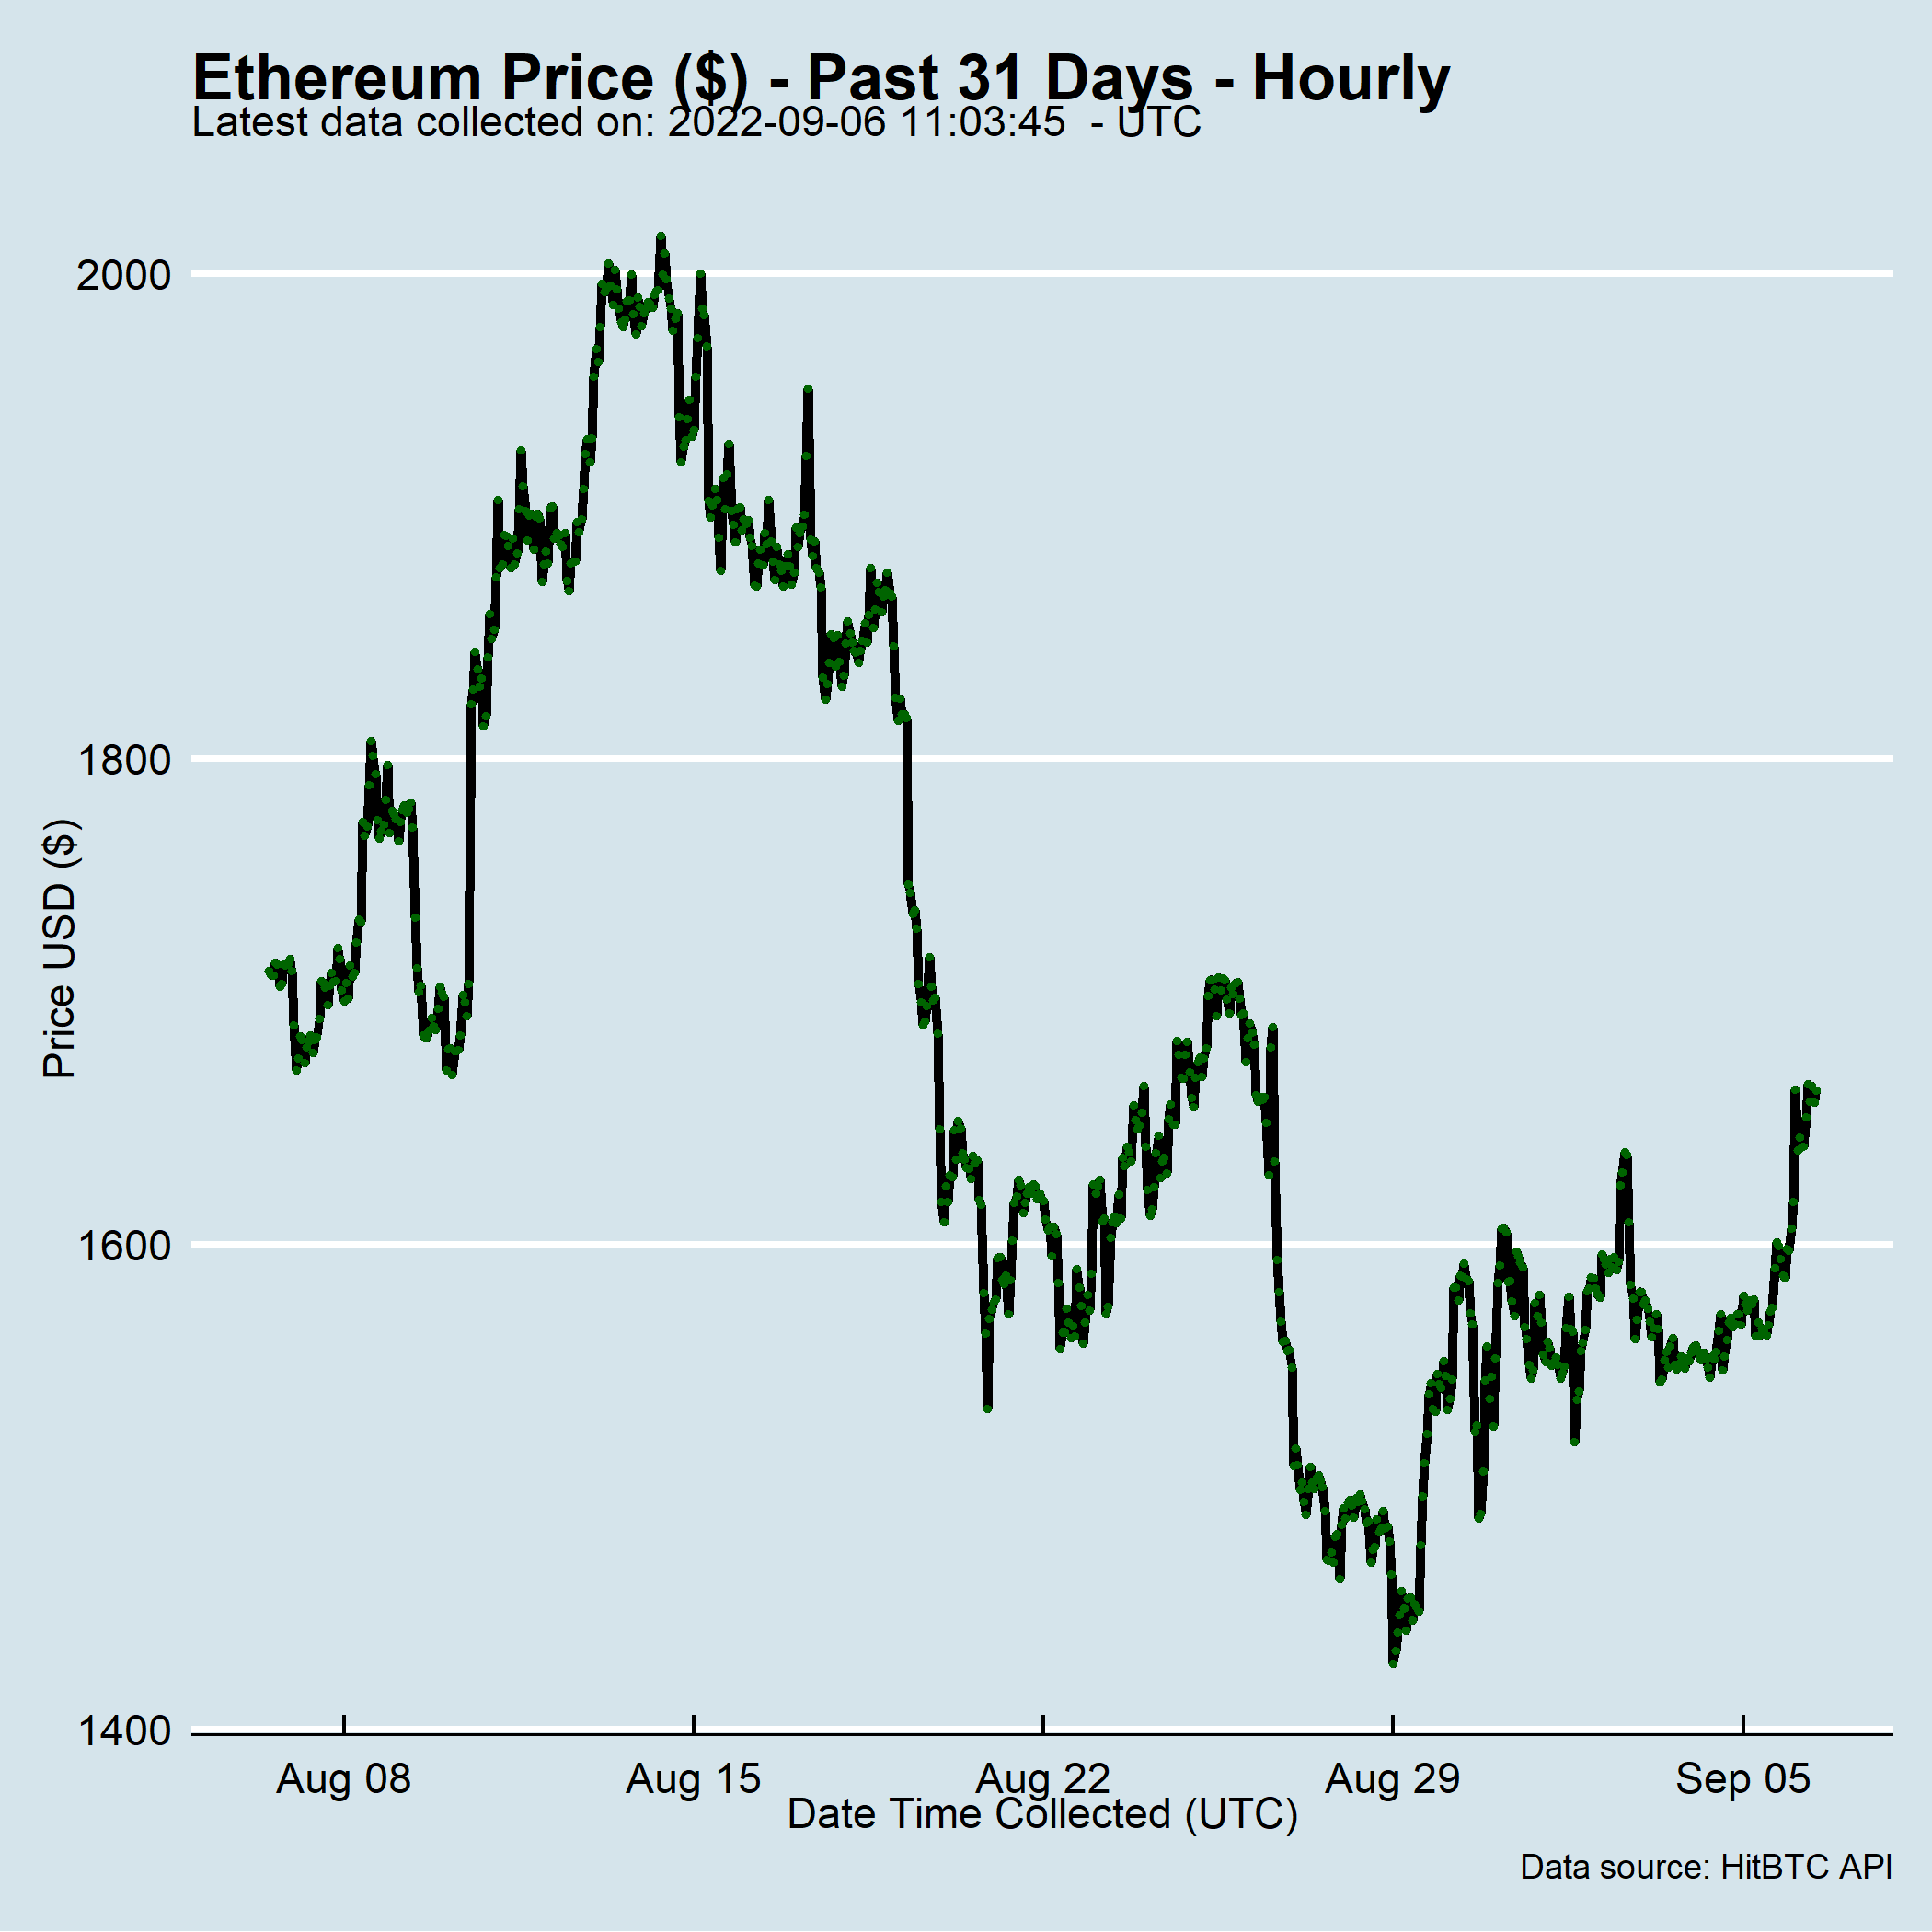 Ethereum Price ($) - Past 31 Days - Hourly
Latest data collected on: 2022-09-06 11:03:45  - UTC
2000
1800
1600
1400
Price USD ($)
Aug 08
Aug 15
Aug 22
Aug 29
Sep 05
Date Time Collected (UTC)
Data source: HitBTC API